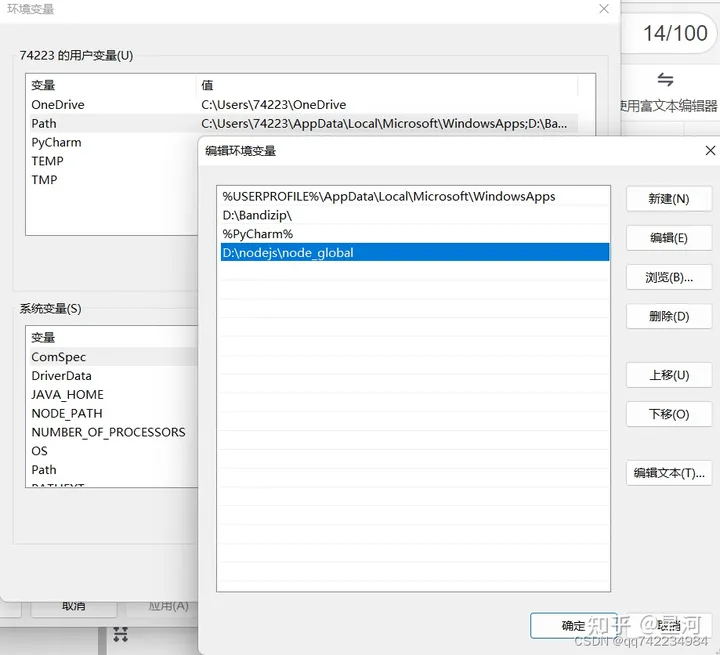 环境变量
14/100
使用富文本编辑器
74223 的用户变量(U)
变量 值
OneDrive C:\Users\74223\OneDrive
Path C:\Users\74223\AppData\Local\Microsoft\WindowsApps;D:\Ba...
PyCharm
TEMP
TMP
系统变量(S)
变量
ComSpec
DriverData
JAVA_HOME
NODE_PATH
NUMBER_OF_PROCESSORS
OS
Path
PATHEXT
取消 应用(A)
编辑环境变量
%USERPROFILE%\AppData\Local\Microsoft\WindowsApps
D:\Bandizip\
%PyCharm%
D:\nodejs\node_global
新建(N)
编辑(E)
浏览(B)...
删除(D)
上移(U)
下移(O)
编辑文本(T)...
确定 取消
知乎 @星河
CSDN @qq742234984